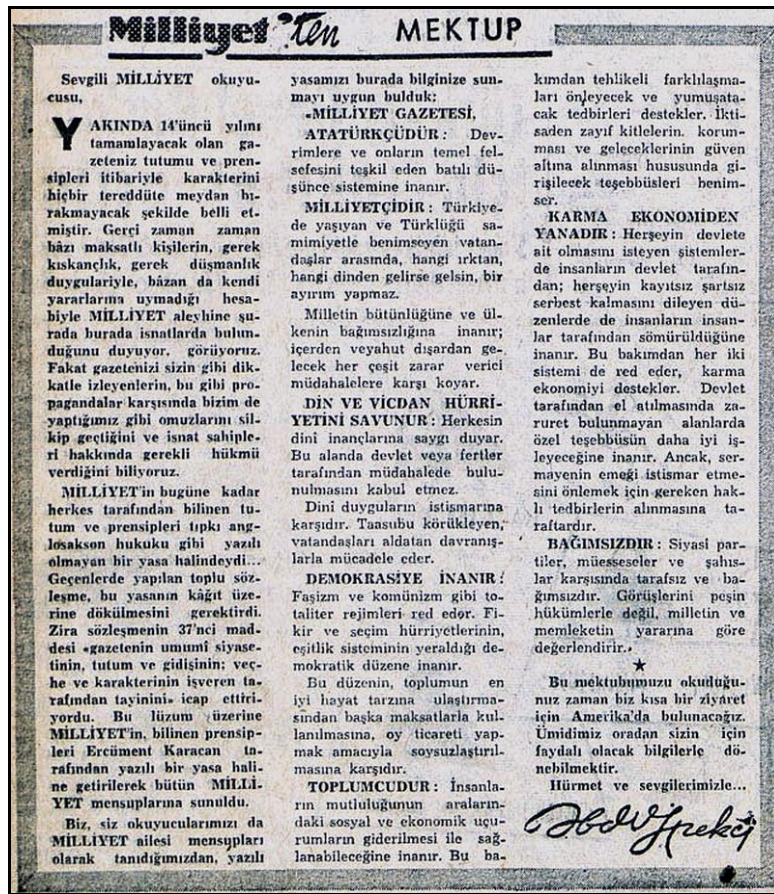 Milliyet'ten MEKTUP
Sevgili MİLLİYET okuyu-
cusu,
YAKINDA 14'üncü yılını
tamamlayacak olan ga-
zeteniz tutumu ve pren-
sipleri itibariyle karakterini
hiçbir tereddüte meydan bı-
rakmayacak şekilde belli et-
miştir. Gerçi zaman zaman
bâzı maksatlı kişilerin, gerek
kıskançlık, gerek düşmanlık
duygulariyle, bâzan da kendi
yararlarına uymadığı hesa-
biyle MİLLİYET aleyhine şu-
rada burada isnatlarda bulun-
duğunu duyuyor, görüyoruz.
Fakat gazetenizi sizin gibi dik-
katle izleyenlerin, bu gibi pro-
pagandalar karşısında bizim de
yaptığımız gibi omuzlarını sil-
kip geçtiğini ve isnat sahiple-
ri hakkında gerekli hükmü
verdiğini biliyoruz.
MİLLİYET'in bugüne kadar
herkes tarafından bilinen tu-
tum ve prensipleri tıpkı ang-
losakson hukuku gibi yazılı
olmayan bir yasa halindeydi...
Geçenlerde yapılan toplu söz-
leşme, bu yasanın kâğıt üze-
rine dökülmesini gerektirdi.
Zira sözleşmenin 37'nci mad-
desi «gazetenin umumî siyase-
tinin, tutum ve gidişinin; veç-
he ve karakterinin işveren ta-
rafından tayinini» icap ettiri-
yordu. Bu lüzum üzerine
MİLLİYET'in, bilinen prensip-
leri Ercüment Karacan ta-
rafından yazılı bir yasa hali-
ne getirilerek bütün MİLLİ-
YET mensuplarına sunuldu.
Biz, siz okuyucularımızı da
MİLLİYET ailesi mensupları
olarak tanıdığımızdan, yazılı
yasamızı burada bilginize sun-
mayı uygun bulduk:
«MİLLİYET GAZETESİ,
ATATÜRKÇÜDÜR : Dev-
rimlere ve onların temel fel-
sefesini teşkil eden batılı dü-
şünce sistemine inanır.
MİLLİYETÇİDİR : Türkiye-
de yaşıyan ve Türklüğü sa-
mimiyetle benimseyen vatan-
daşlar arasında, hangi ırktan,
hangi dinden gelirse gelsin, bir
ayırım yapmaz.
Milletin bütünlüğüne ve ül-
kenin bağımsızlığına inanır;
içerden veyahut dışardan ge-
lecek her çeşit zarar verici
müdahalelere karşı koyar.
DİN VE VİCDAN HÜRRİ-
YETİNİ SAVUNUR : Herkesin
dinî inançlarına saygı duyar.
Bu alanda devlet veya fertler
tarafından müdahalede bulu-
nulmasını kabul etmez.
Dinî duyguların istismarına
karşıdır. Taasubu körükleyen,
vatandaşları aldatan davranış-
larla mücadele eder.
DEMOKRASİYE İNANIR :
Faşizm ve komünizm gibi to-
taliter rejimleri red eder. Fi-
kir ve seçim hürriyetlerinin,
eşitlik sisteminin yeraldığı de-
mokratik düzene inanır.
Bu düzenin, toplumun en
iyi hayat tarzına ulaştırma-
sından başka maksatlarla kul-
lanılmasına, oy ticareti yap-
mak amacıyla soysuzlaştırıl-
masına karşıdır.
TOPLUMCUDUR : İnsanla-
rın mutluluğunun araların-
daki sosyal ve ekonomik uçu-
rumların giderilmesi ile sağ-
lanabileceğine inanır. Bu ba-
kımdan tehlikeli farklılaşma-
ları önleyecek ve yumuşata-
cak tedbirleri destekler. İkti-
saden zayıf kitlelerin. korun-
ması ve geleceklerinin güven
altına alınması hususunda gi-
rişilecek teşebbüsleri benim-
ser.
KARMA EKONOMİDEN
YANADIR : Herşeyin devlete
ait olmasını isteyen sistemler-
de insanların devlet tarafın-
dan; herşeyin kayıtsız şartsız
serbest kalmasını dileyen dü-
zenlerde de insanların insan-
lar tarafından sömürüldüğüne
inanır. Bu bakımdan her iki
sistemi de red eder, karma
ekonomiyi destekler. Devlet
tarafından el atılmasında za-
ruret bulunmayan alanlarda
özel teşebbüsün daha iyi iş-
leyeceğine inanır. Ancak, ser-
mayenin emeği istismar etme-
sini önlemek için gereken hak-
lı tedbirlerin alınmasına ta-
raftardır.
BAĞIMSIZDIR : Siyasi par-
tiler, müesseseler ve şahıs-
lar karşısında tarafsız ve ba-
ğımsızdır. Görüşlerini peşin
hükümlerle değil, milletin ve
memleketin yararına göre
değerlendirir.»
★
Bu mektubumuzu okuduğu-
nuz zaman biz kısa bir ziyaret
için Amerika'da bulunacağız.
Ümidimiz oradan sizin için
faydalı olacak bilgilerle dö-
nebilmektir.
Hürmet ve sevgilerimizle...
Abdi İpekçi